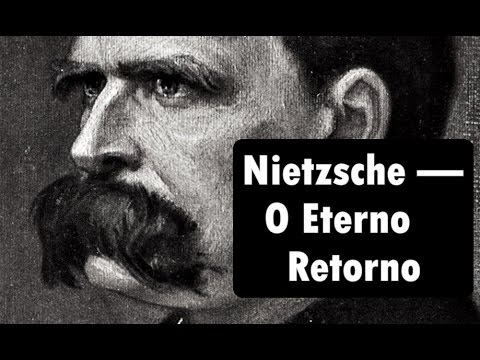 Nietzsche —
O Eterno
Retorno